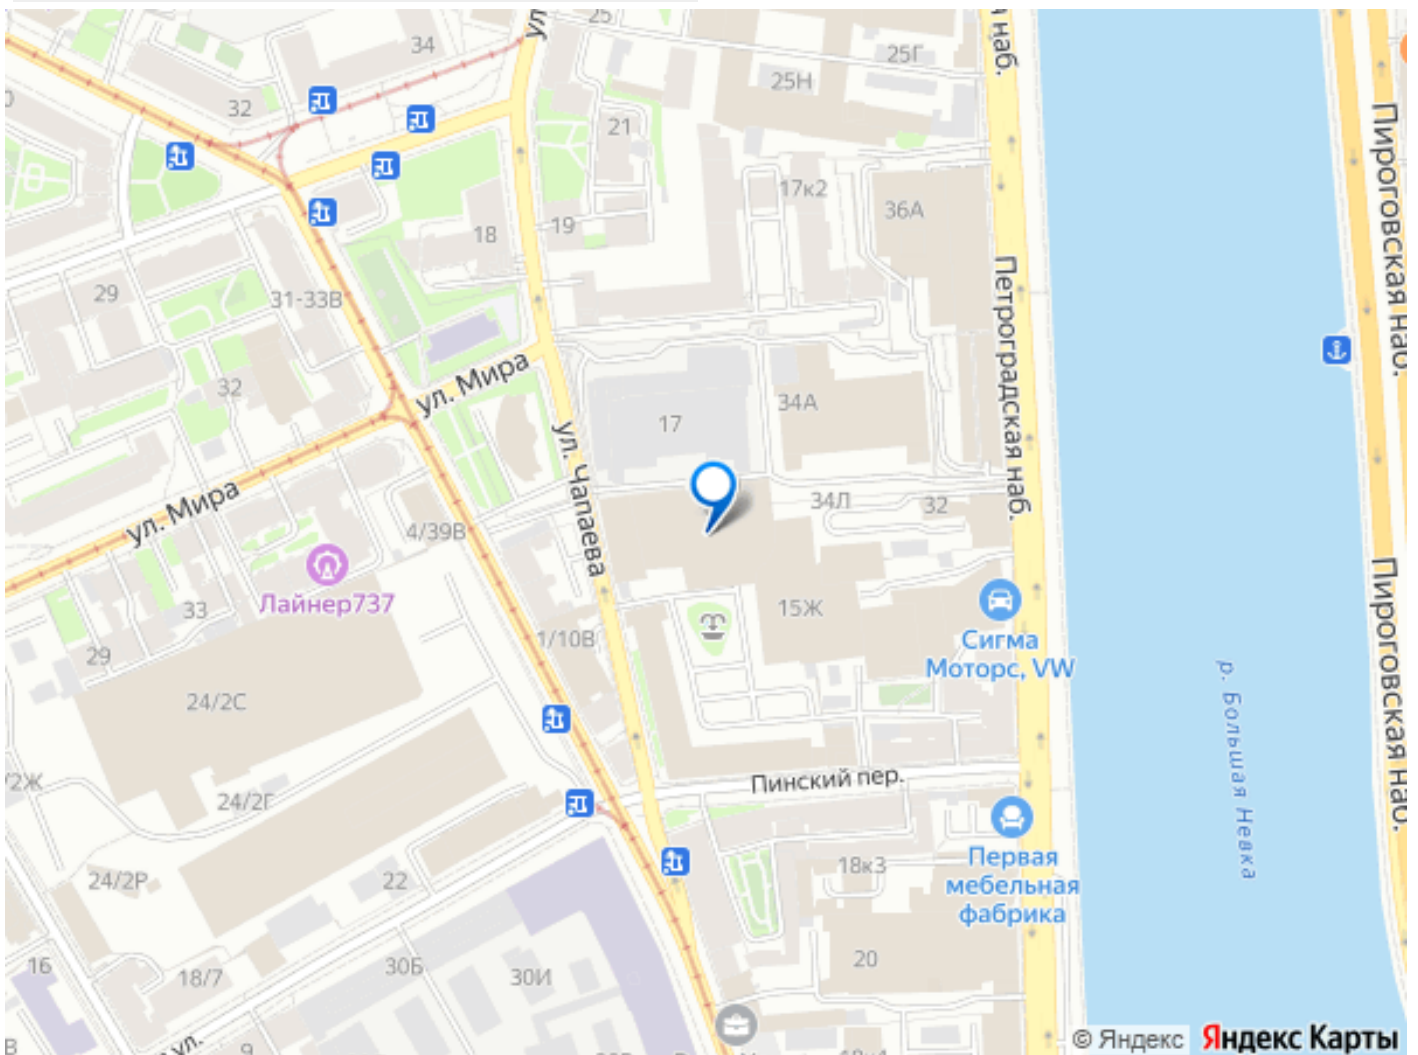 25
34
25Г
25Н
32
21
17к2
36А
19
18
29
31-33В
ул. Мира
32
34А
17
ул. Чапаева
Петроградская наб.
Пироговская наб.
ул. Мира
4/39В
34Л
32
Лайнер737
33
15Ж
Сигма
Моторс, VW
1/10В
29
24/2С
р. Большая Невка
Пироговская наб.
Пинский пер.
24/2Г
Первая
мебельная
фабрика
18к3
24/2Р
22
20
16
18/7
30Б
30И
9
© Яндекс Яндекс Карты